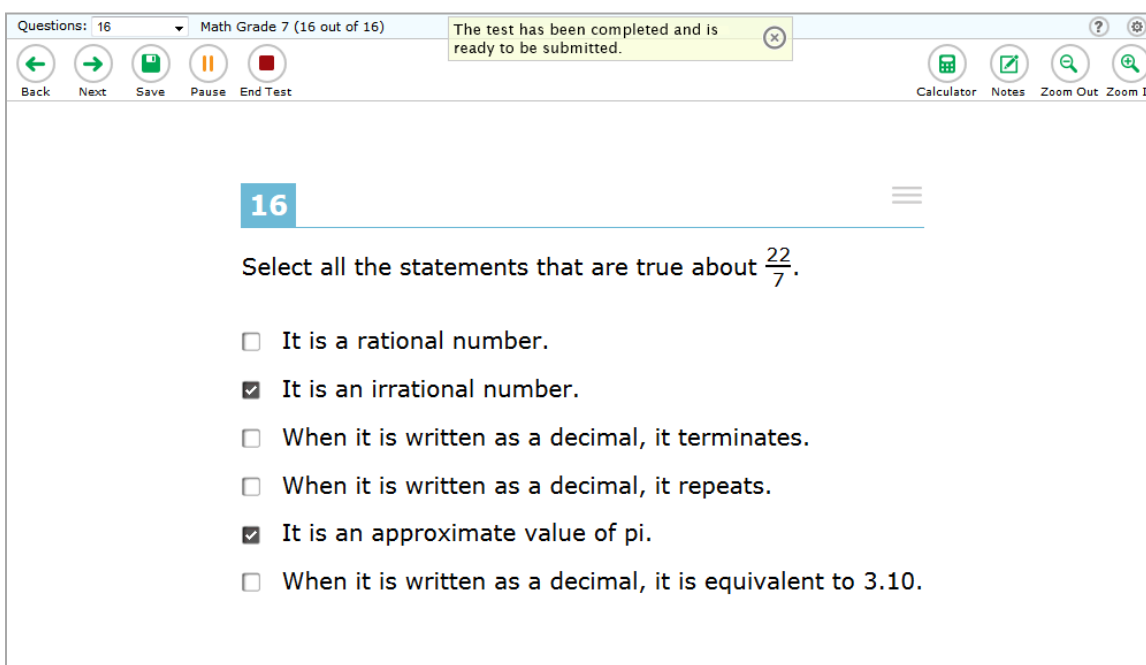 Questions: 16 Math Grade 7 (16 out of 16)
The test has been completed and is
ready to be submitted.
?
Back Next Save Pause End Test
Calculator Notes Zoom Out Zoom I
16
Select all the statements that are true about 22/7.
It is a rational number.
It is an irrational number.
When it is written as a decimal, it terminates.
When it is written as a decimal, it repeats.
It is an approximate value of pi.
When it is written as a decimal, it is equivalent to 3.10.